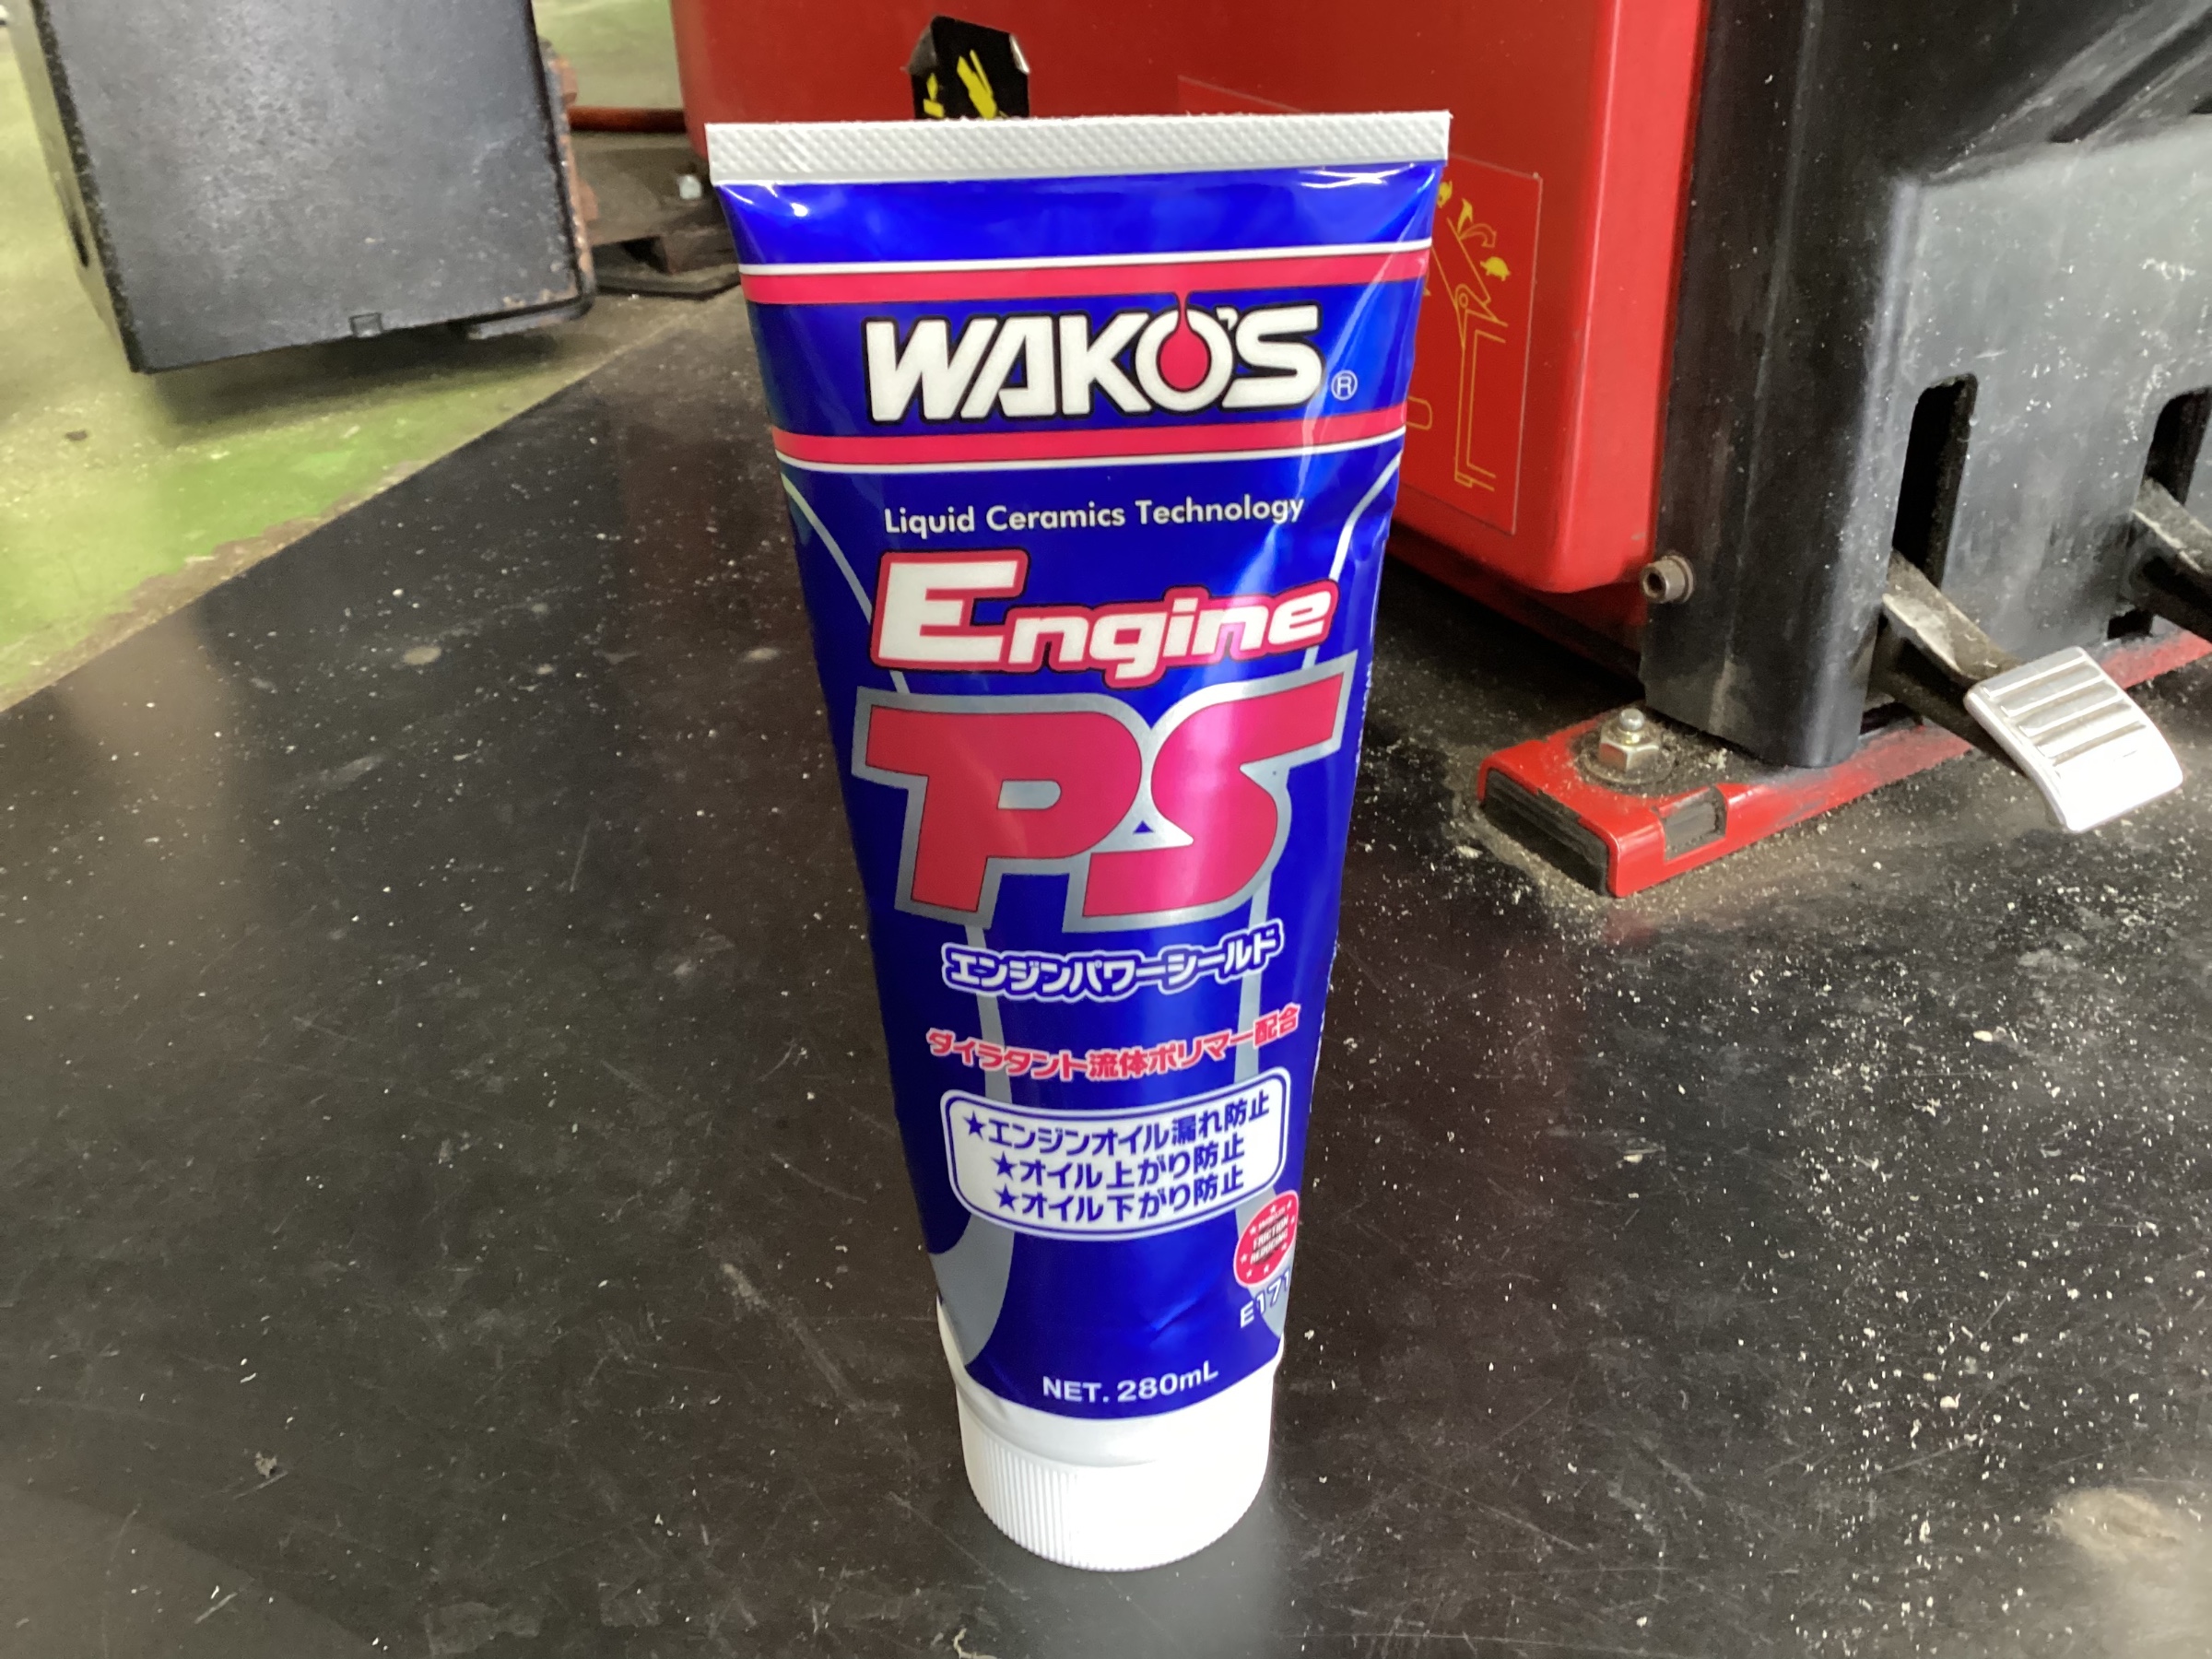 WAKO'S®
Liquid Ceramics Technology
Engine
PS
エンジンパワーシールド
ダイラタント流体ポリマー配合
★エンジンオイル漏れ防止
★オイル上がり防止
★オイル下がり防止
FRICTION
REDUCING
E171
NET. 280mL